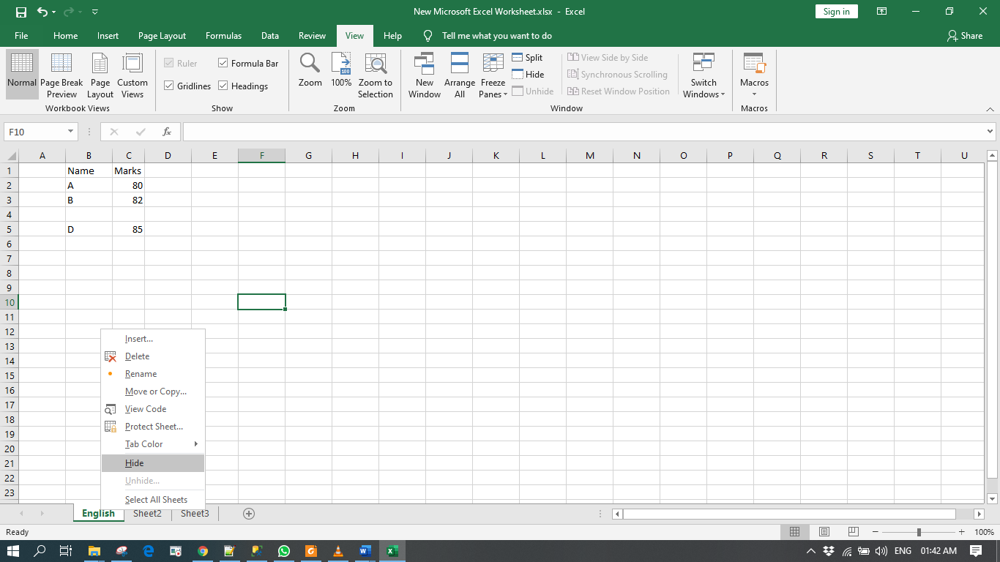 New Microsoft Excel Worksheet.xlsx - Excel
Sign in
File Home Insert Page Layout Formulas Data Review View Help Tell me what you want to do Share
Normal Page Break Preview Page Layout Custom Views
Workbook Views
Ruler Formula Bar
Gridlines Headings
Show
Zoom 100% Zoom to Selection
Zoom
New Window Arrange All Freeze Panes
Split
Hide
Unhide
View Side by Side
Synchronous Scrolling
Reset Window Position
Switch Windows
Window
Macros
Macros
F10 fx
A B C D E F G H I J K L M N O P Q R S T U
1 Name Marks
2 A 80
3 B 82
4
5 D 85
6
7
8
9
10
11
12
13
14
15
16
17
18
19
20
21
22
23
Insert...
Delete
Rename
Move or Copy...
View Code
Protect Sheet...
Tab Color
Hide
Unhide...
Select All Sheets
English Sheet2 Sheet3
Ready 100%
ENG 01:42 AM